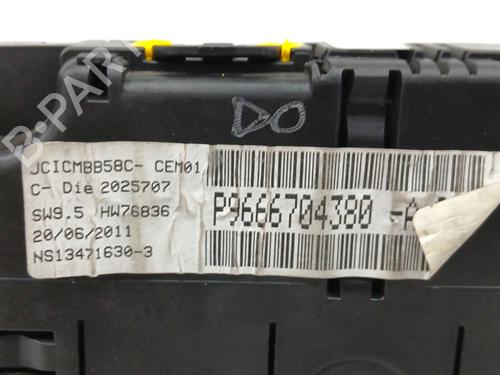 B-PARTS
DO
JCICMBB58C- CEM01
C- Die 2025707
SW9.5 HW76836
20/06/2011
NS13471630-3
P9666704380 -A